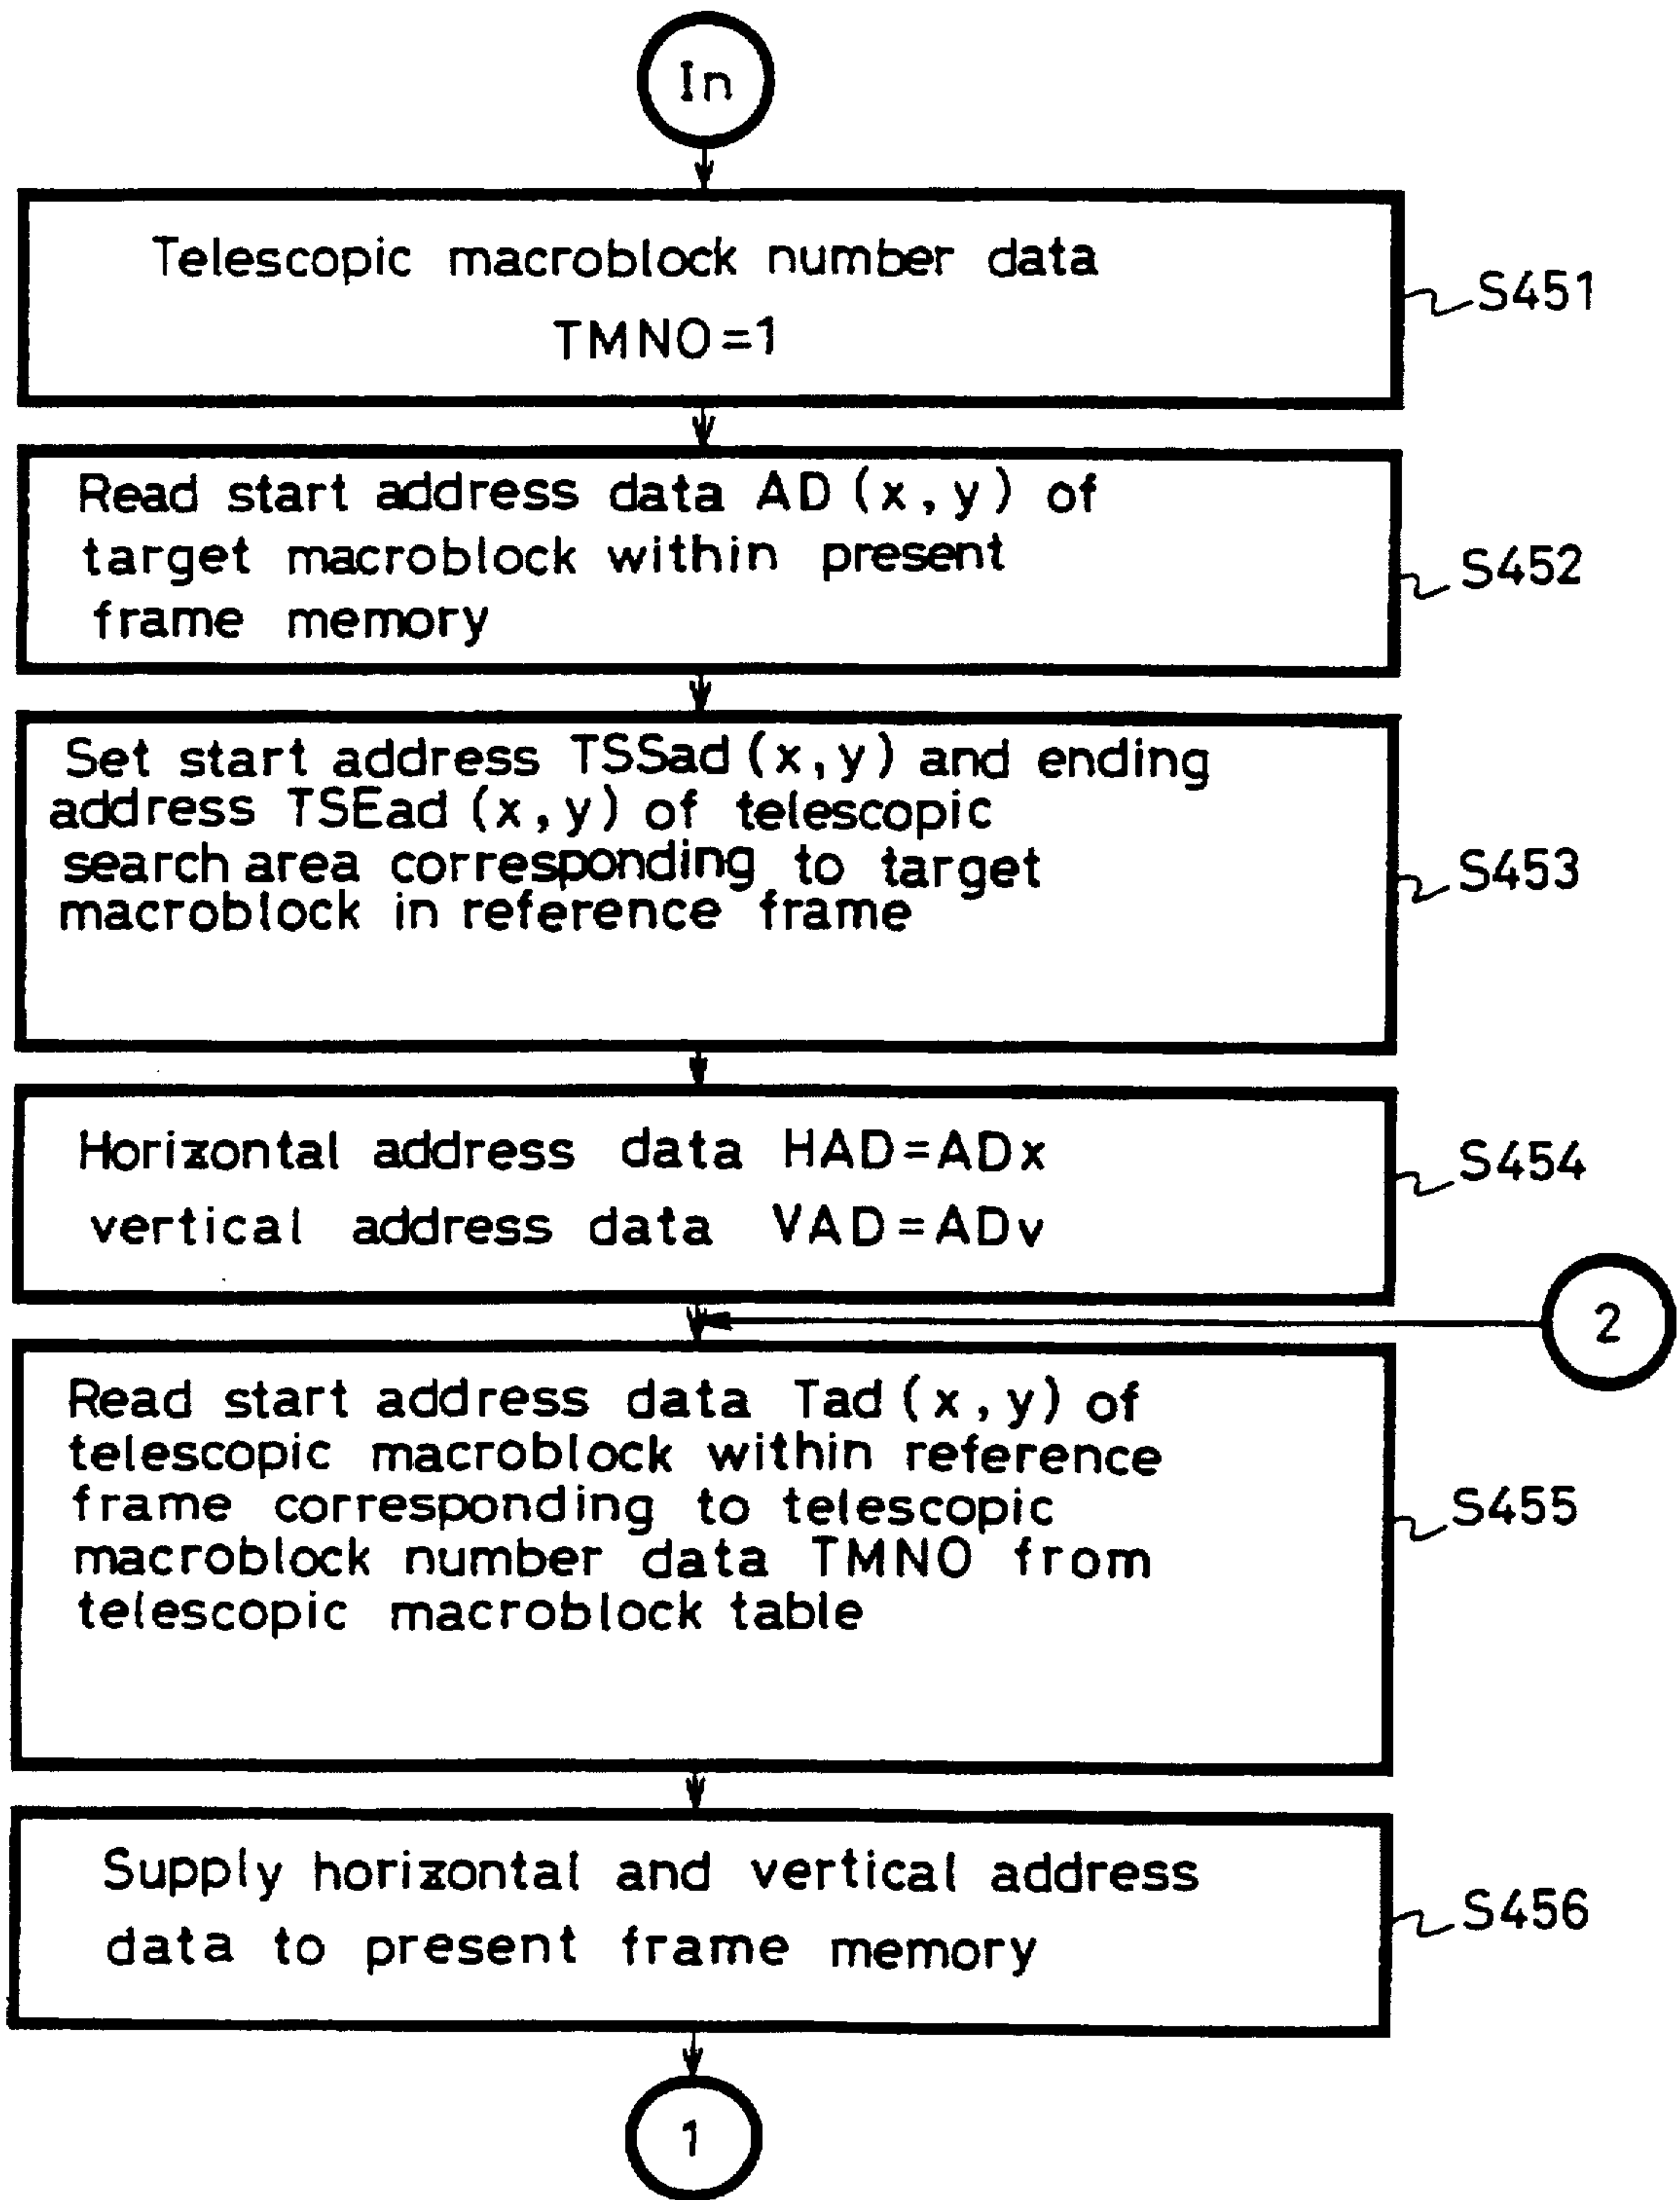 In
Telescopic macroblock number data
TMNO=1
S451
Read start address data AD(x,y) of
target macroblock within present
frame memory
S452
Set start address TSSad(x,y) and ending
address TSEad(x,y) of telescopic
search area corresponding to target
macroblock in reference frame
S453
Horizontal address data HAD=ADx
vertical address data VAD=ADv
S454
2
Read start address data Tad(x,y) of
telescopic macroblock within reference
frame corresponding to telescopic
macroblock number data TMNO from
telescopic macroblock table
S455
Supply horizontal and vertical address
data to present frame memory
S456
1